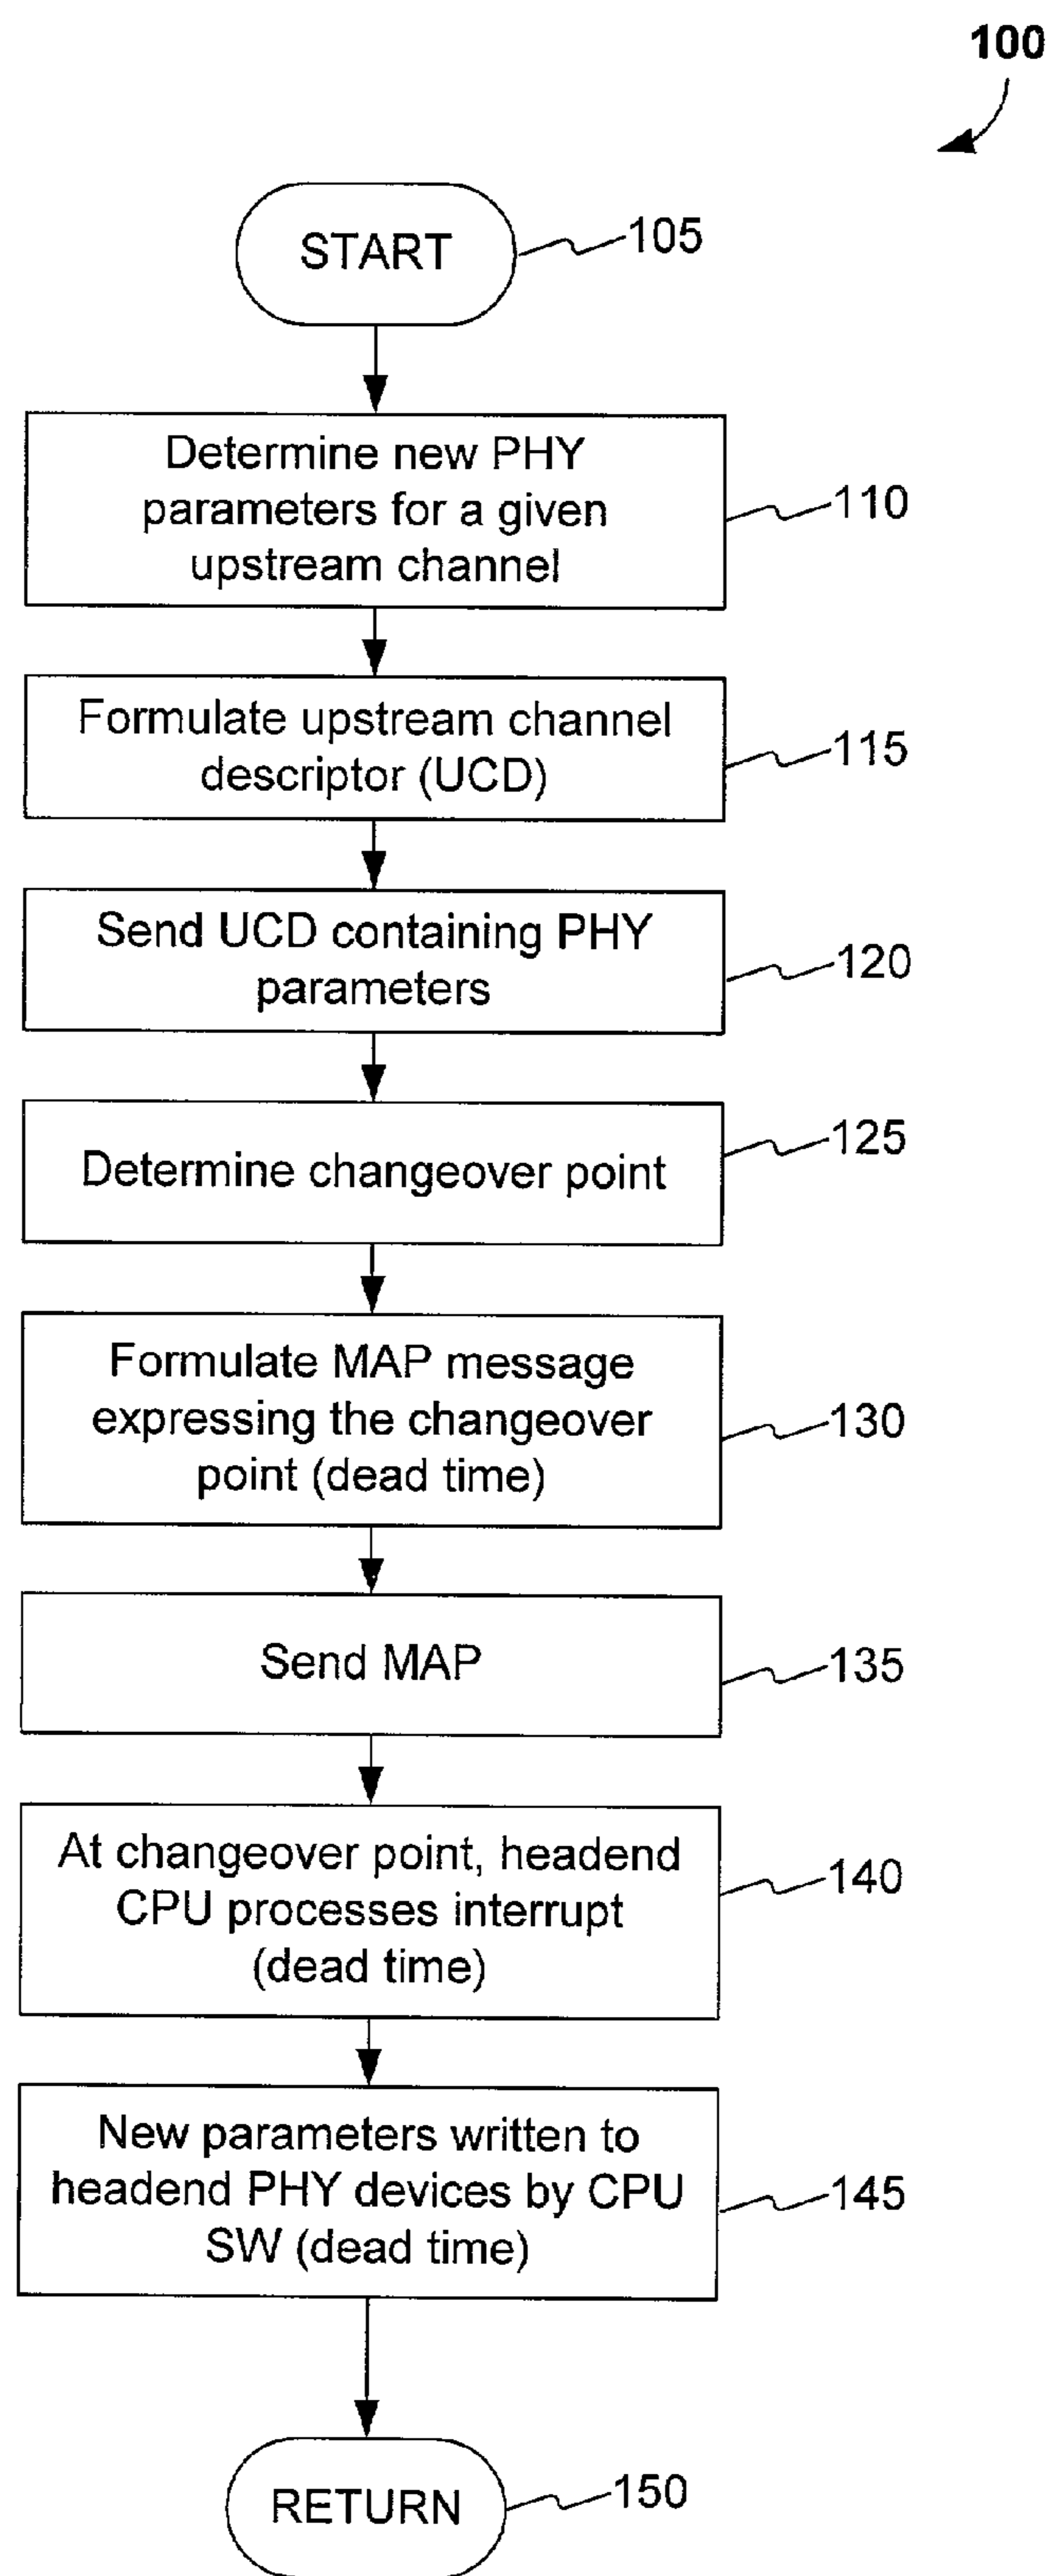 100
START
105
Determine new PHY
parameters for a given
upstream channel
110
Formulate upstream channel
descriptor (UCD)
115
Send UCD containing PHY
parameters
120
Determine changeover point
125
Formulate MAP message
expressing the changeover
point (dead time)
130
Send MAP
135
At changeover point, headend
CPU processes interrupt
(dead time)
140
New parameters written to
headend PHY devices by CPU
SW (dead time)
145
RETURN
150